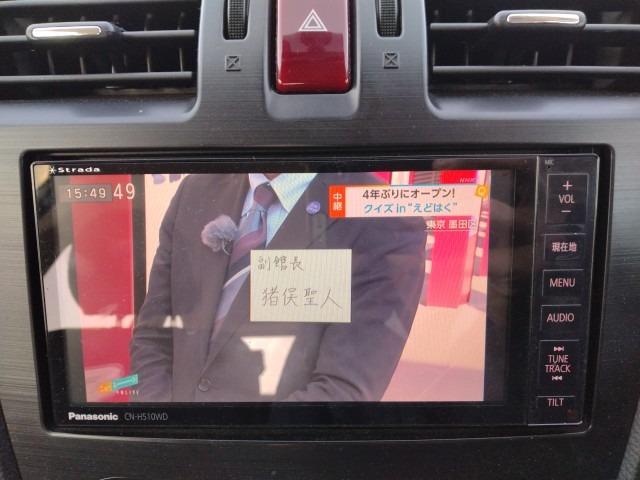 Strada
MIC
15:49 49
NHK
中継
4年ぶりにオープン!
クイズ in "えどはく"
東京 墨田区
副館長
猪俣聖人
+
VOL
-
現在地
MENU
AUDIO
TUNE
TRACK
TILT
Panasonic CN-H510WD